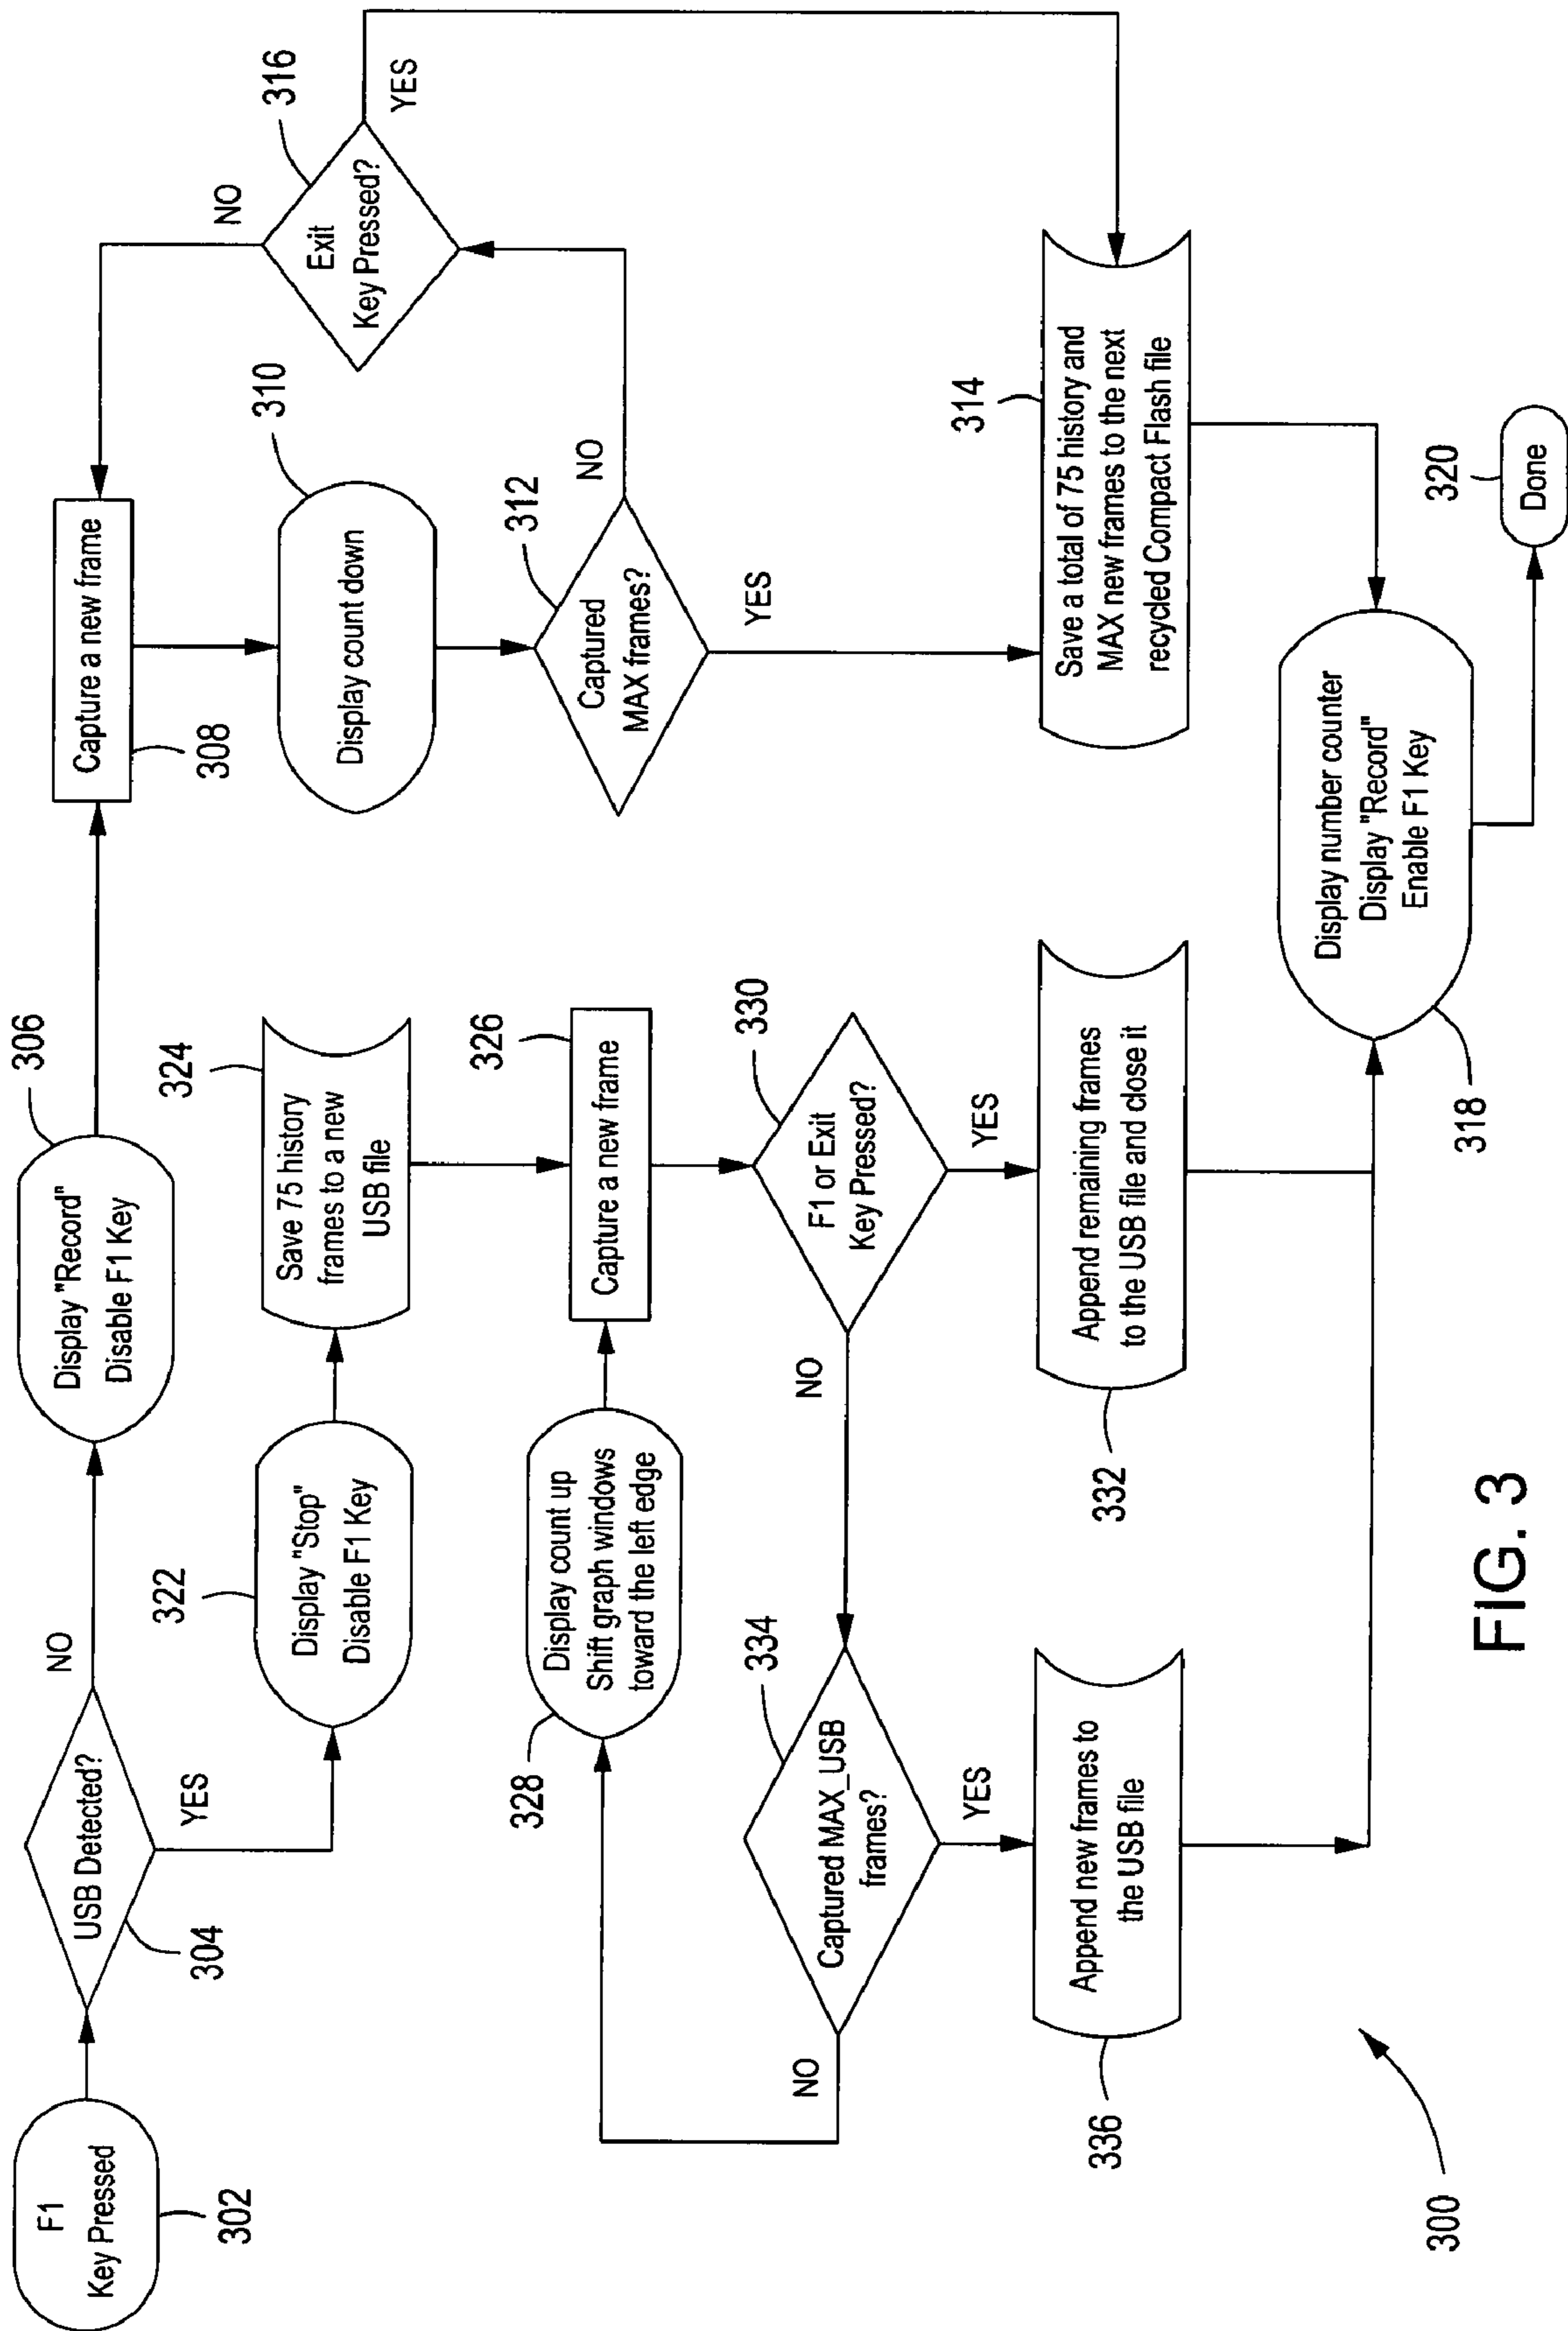 F1
Key Pressed
302
USB Detected?
304
NO
YES
Display "Record"
Disable F1 Key
306
Capture a new frame
308
Display count down
310
Captured
MAX frames?
312
NO
YES
Exit
Key Pressed?
316
NO
YES
Save a total of 75 history and
MAX new frames to the next
recycled Compact Flash file
314
Display "Stop"
Disable F1 Key
322
Save 75 history
frames to a new
USB file
324
Capture a new frame
326
Display count up
Shift graph windows
toward the left edge
328
F1 or Exit
Key Pressed?
330
NO
YES
Append remaining frames
to the USB file and close it
332
Captured MAX_USB
frames?
334
NO
YES
Append new frames to
the USB file
336
Display number counter
Display "Record"
Enable F1 Key
318
Done
320
300
FIG. 3